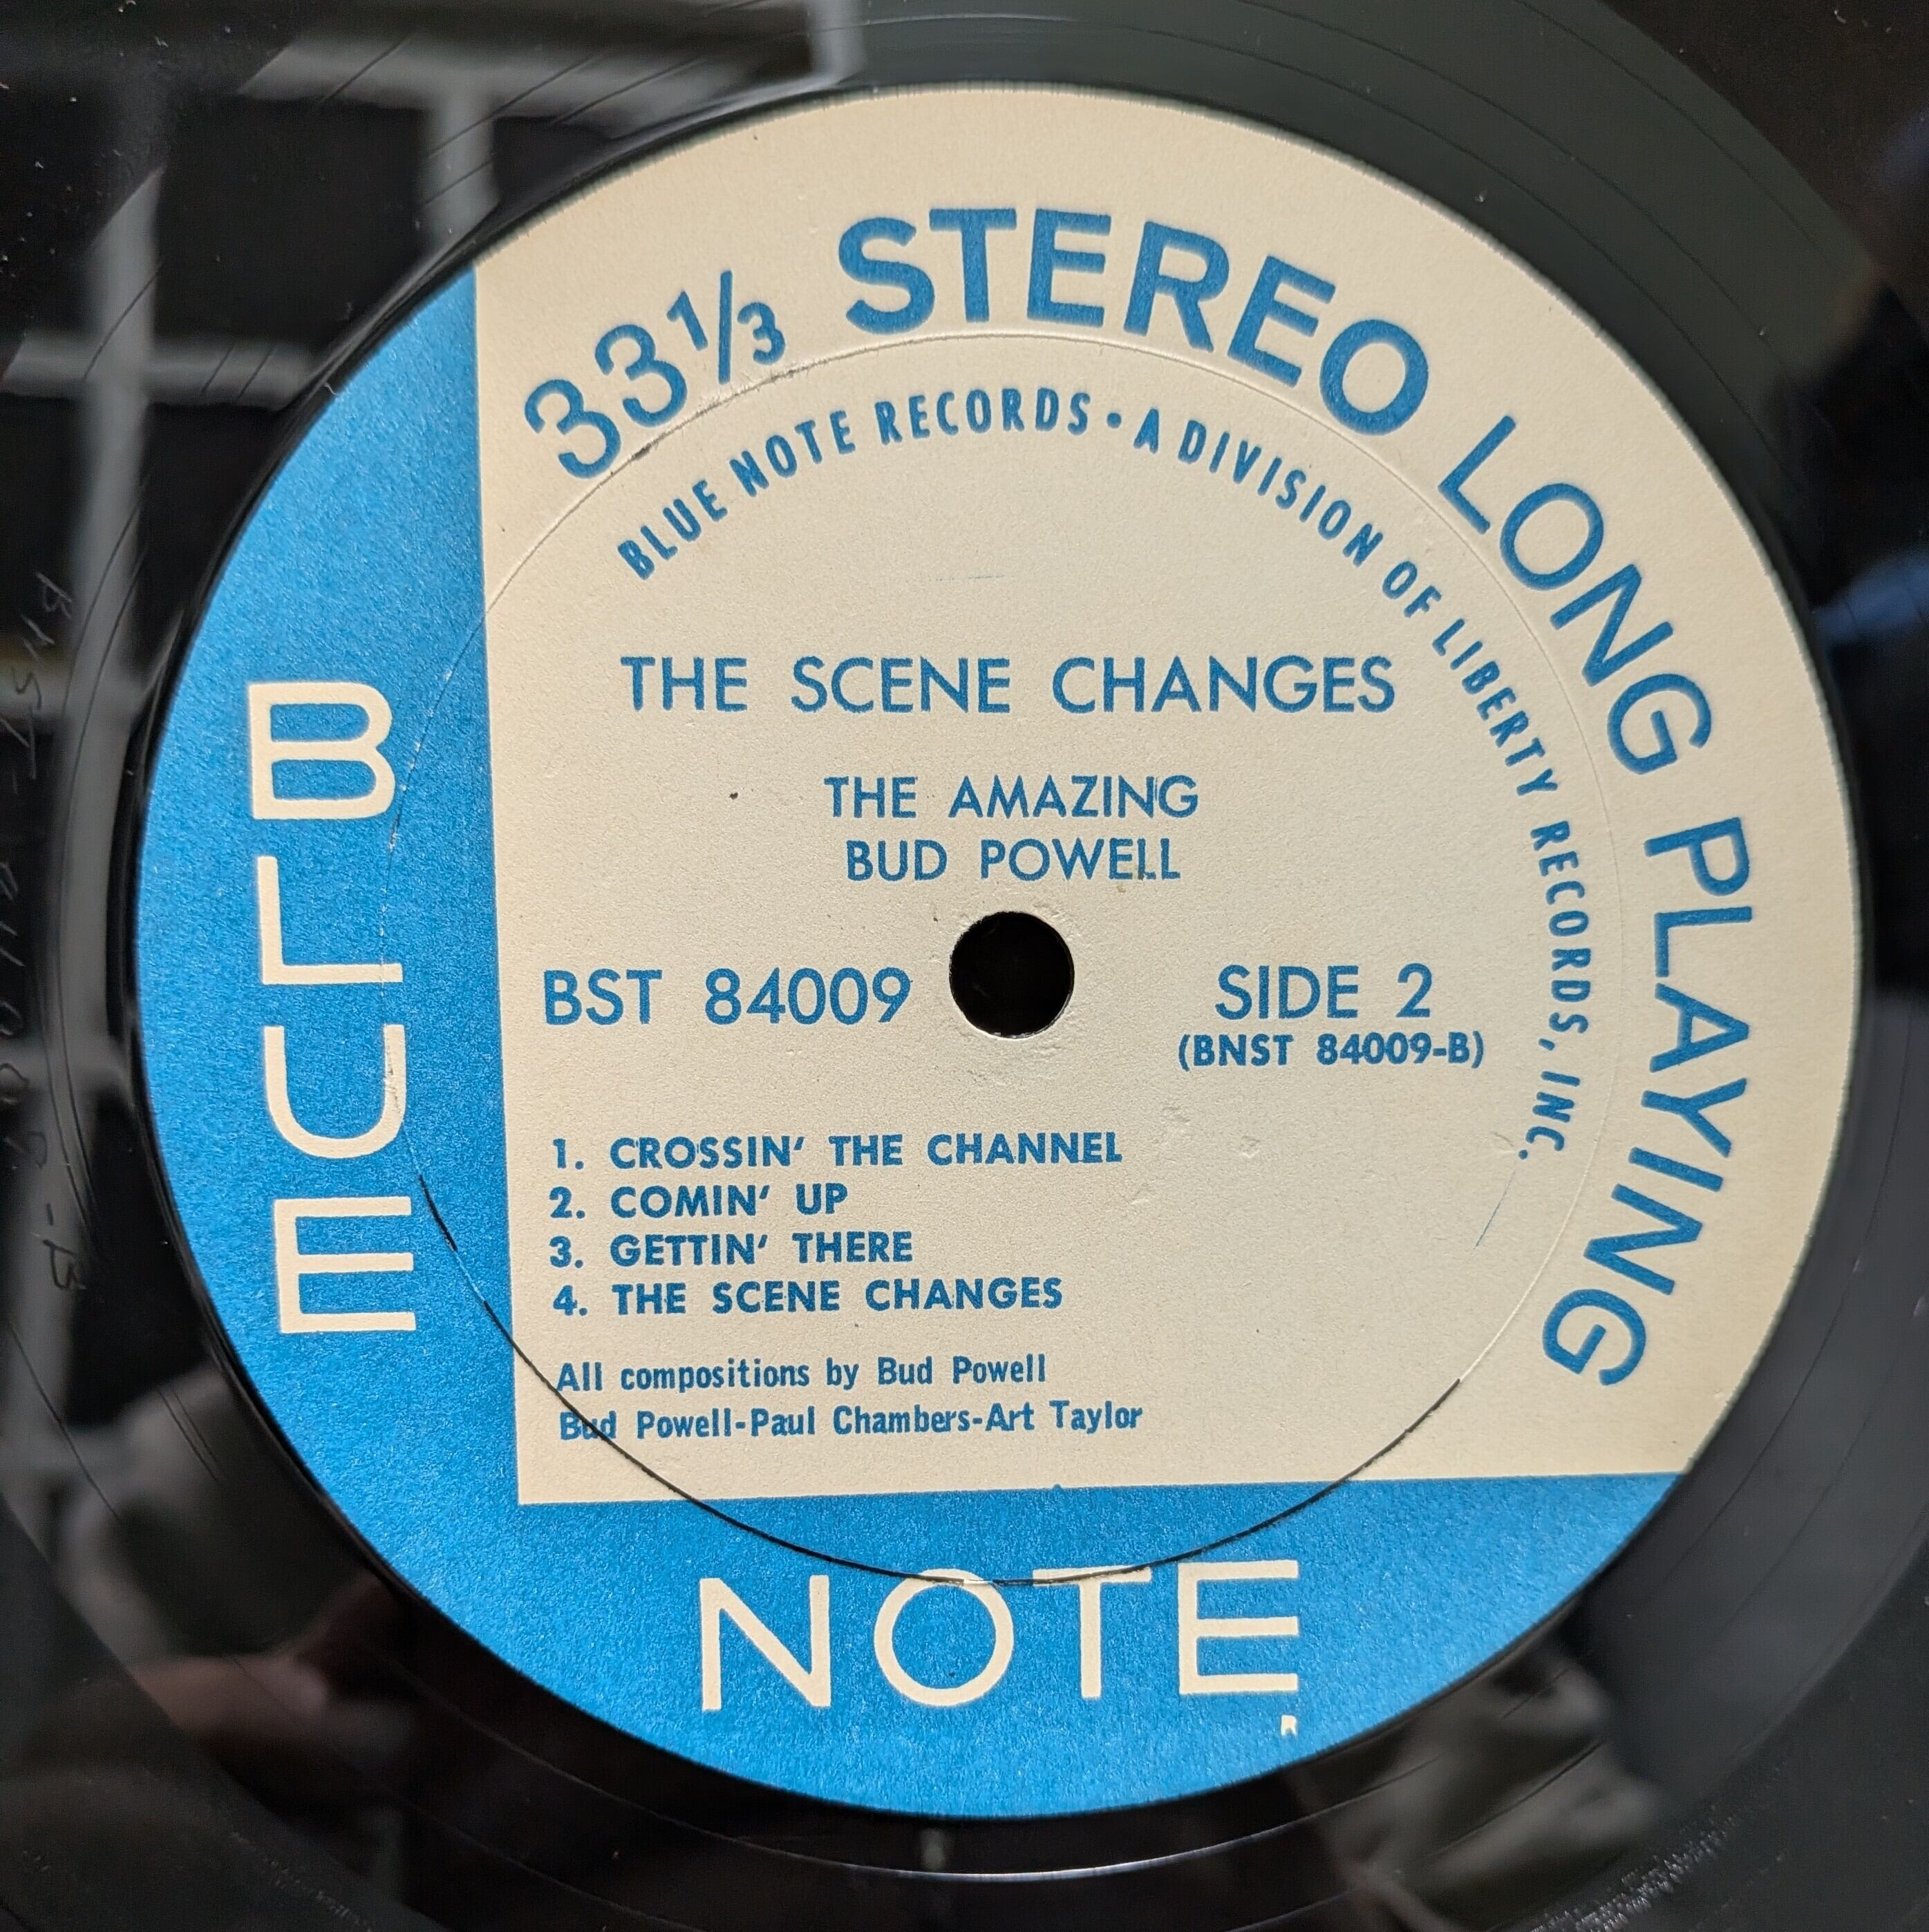 33⅓ STEREO LONG PLAYING
BLUE NOTE RECORDS • A DIVISION OF LIBERTY RECORDS, INC.
THE SCENE CHANGES
THE AMAZING
BUD POWELL
BST 84009
SIDE 2
(BNST 84009-B)
1. CROSSIN' THE CHANNEL
2. COMIN' UP
3. GETTIN' THERE
4. THE SCENE CHANGES
All compositions by Bud Powell
Bud Powell-Paul Chambers-Art Taylor
BLUE
NOTE
R